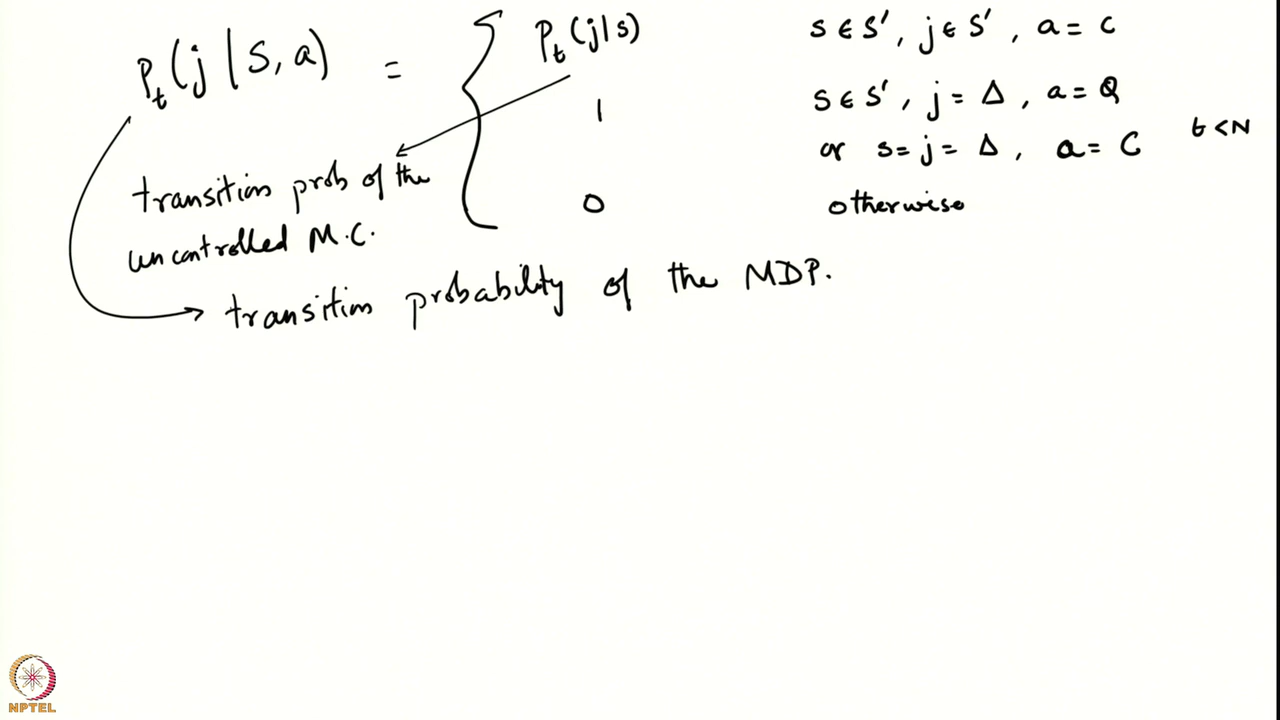 P_t(j | s, a) = { P_t(j|s)    s ∈ S', j ∈ S', a = C
1    s ∈ S', j = Δ, a = Q
or s = j = Δ, a = C    t < N
0    otherwise
transition prob of the
uncontrolled M.C.
transition probability of the MDP.
NPTEL